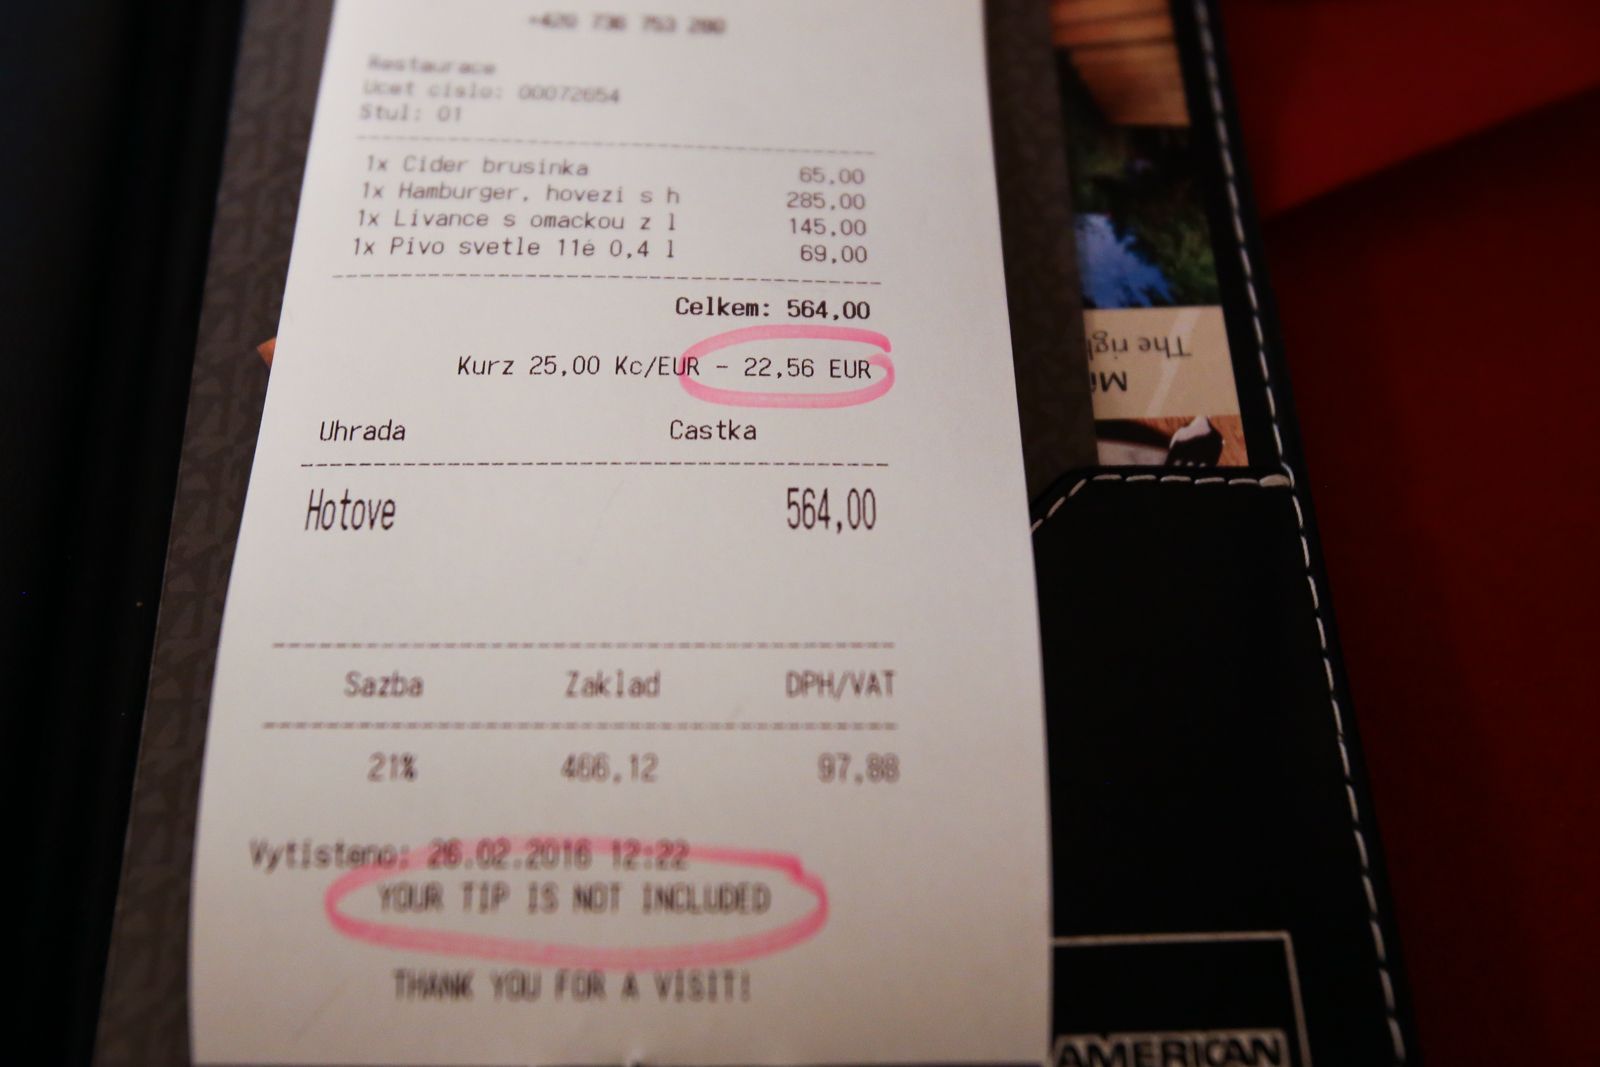 +420 736 753 280
Restaurace
Ucet cislo: 00072654
Stul: 01
1x Cider brusinka 65,00
1x Hamburger, hovezi s h 285,00
1x Livance s omackou z l 145,00
1x Pivo svetle 11é 0,4 l 69,00
Celkem: 564,00
Kurz 25,00 Kc/EUR - 22,56 EUR
Uhrada Castka
Hotove 564,00
Sazba Zaklad DPH/VAT
21% 466,12 97,88
Vytisteno: 26.02.2016 12:22
YOUR TIP IS NOT INCLUDED
THANK YOU FOR A VISIT!
The righ
AMERICAN